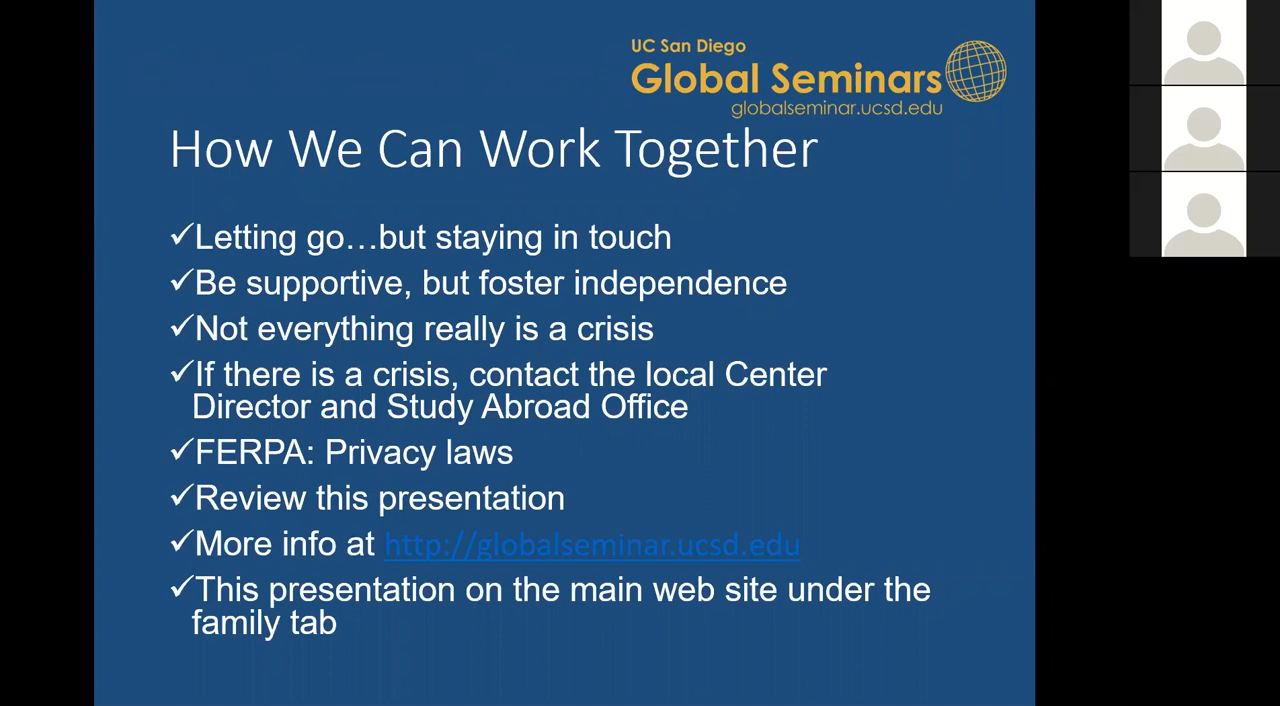 UC San Diego
Global Seminars
globalseminar.ucsd.edu
How We Can Work Together
✓Letting go…but staying in touch
✓Be supportive, but foster independence
✓Not everything really is a crisis
✓If there is a crisis, contact the local Center
Director and Study Abroad Office
✓FERPA: Privacy laws
✓Review this presentation
✓More info at http://globalseminar.ucsd.edu
✓This presentation on the main web site under the
family tab